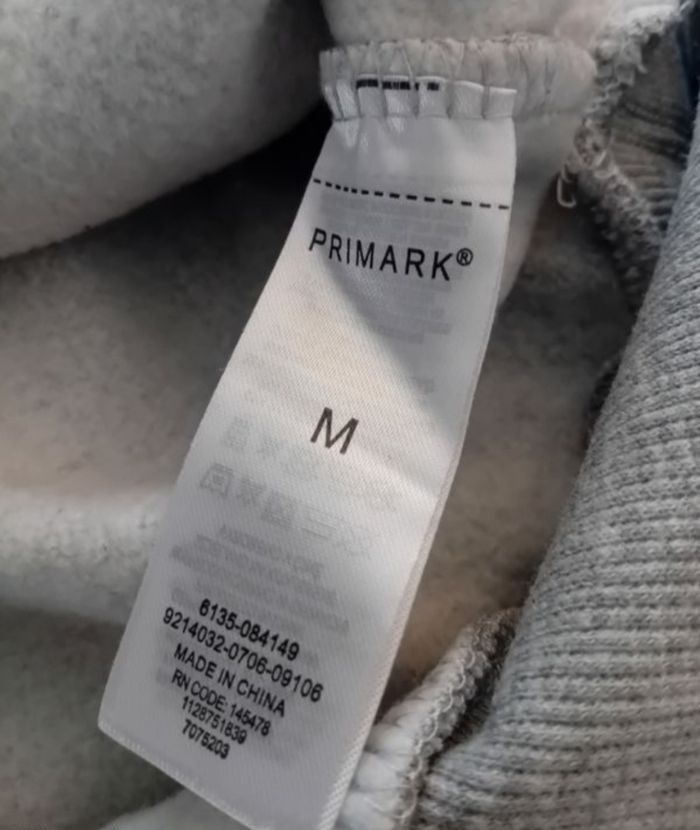 PRIMARK®
M
6135-084149
9214032-0706-09106
MADE IN CHINA
RN CODE: 145478
1128751839
7075203